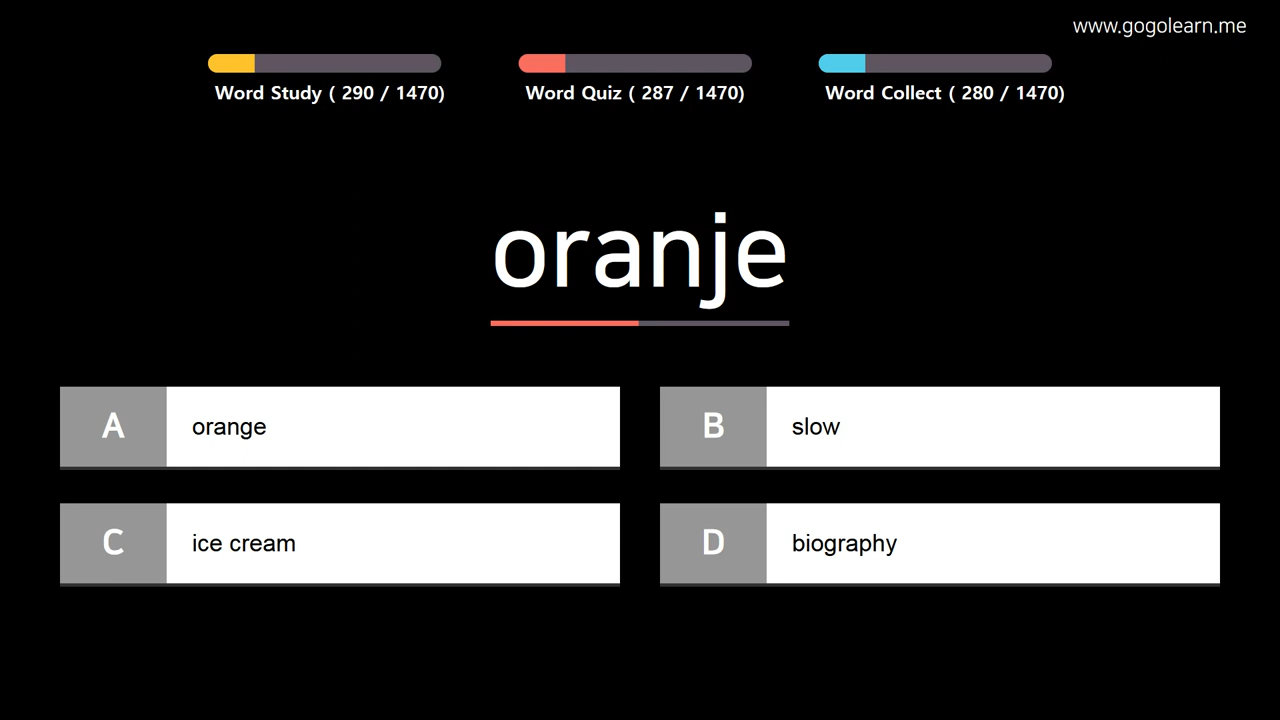 www.gogolearn.me
Word Study ( 290 / 1470)
Word Quiz ( 287 / 1470)
Word Collect ( 280 / 1470)
oranje
A orange
B slow
C ice cream
D biography